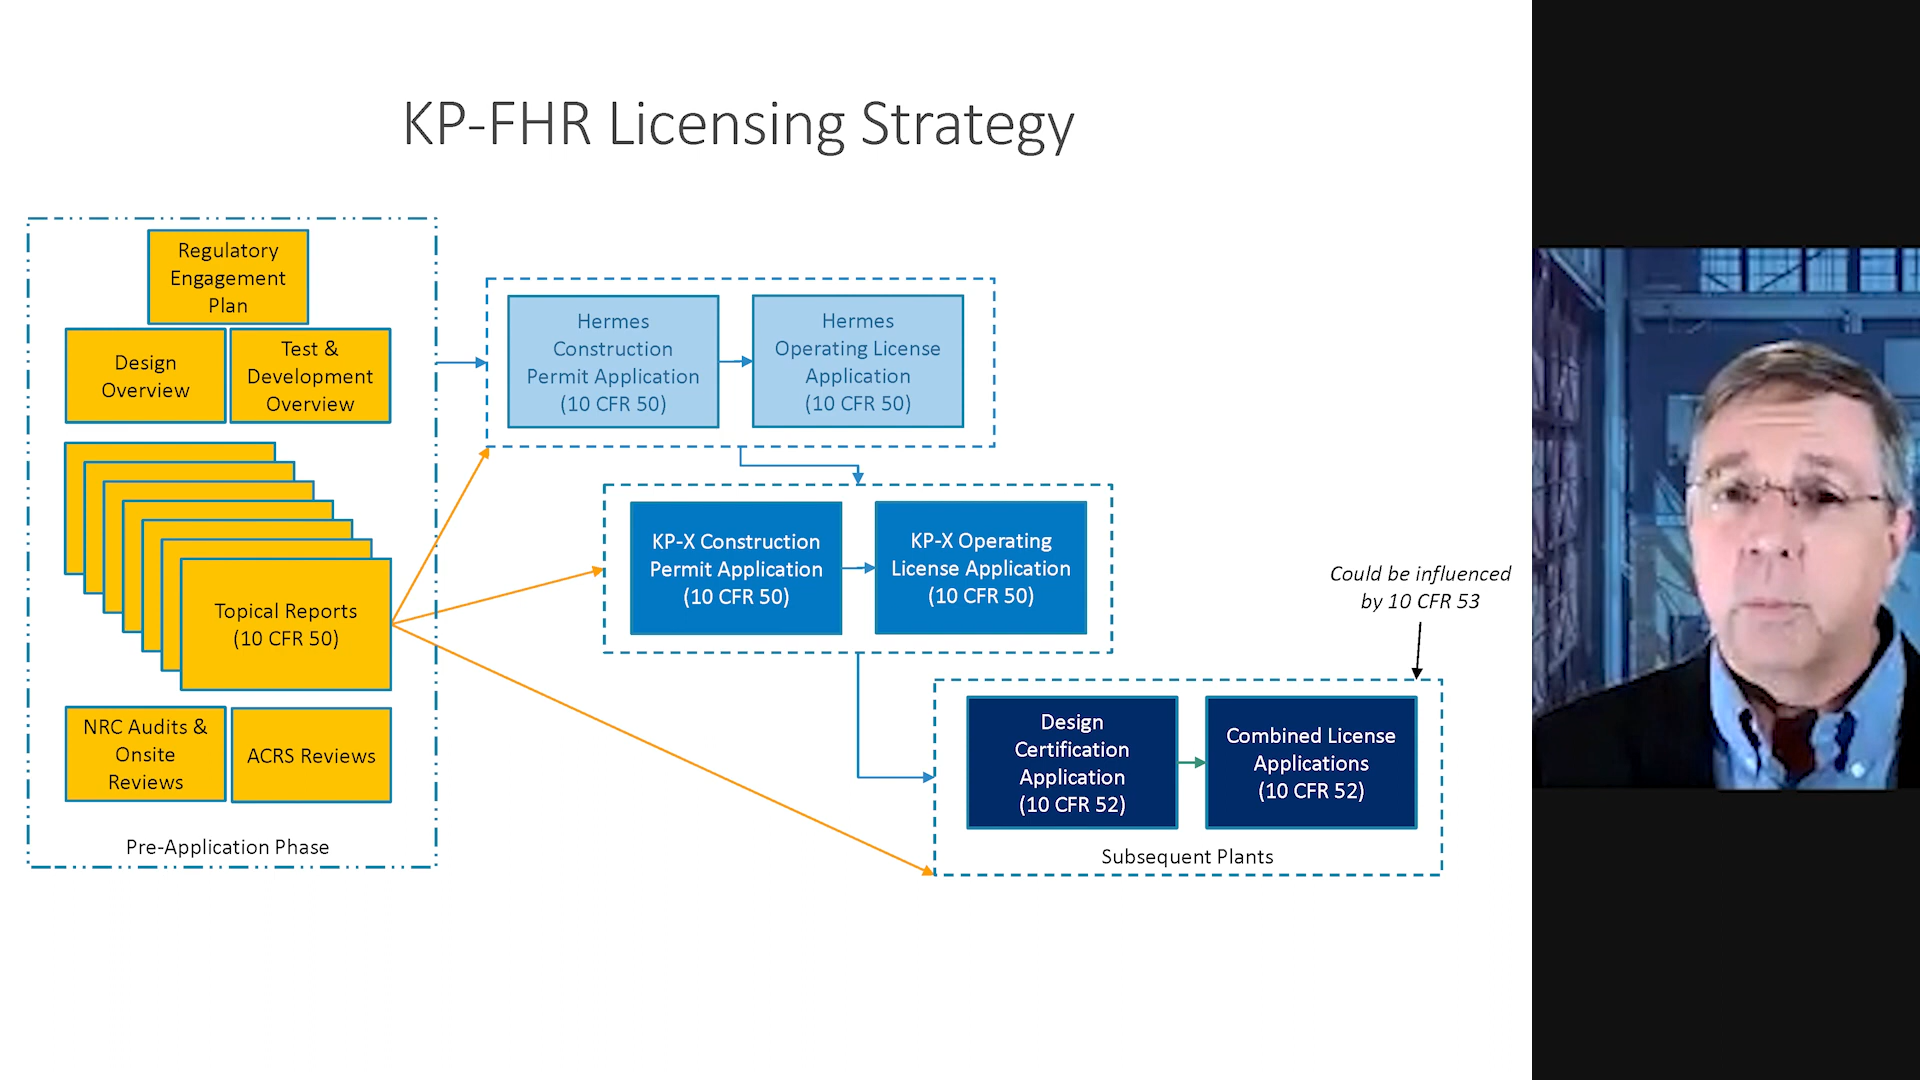 KP-FHR Licensing Strategy
Regulatory
Engagement
Plan
Design
Overview
Test &
Development
Overview
Topical Reports
(10 CFR 50)
NRC Audits &
Onsite
Reviews
ACRS Reviews
Pre-Application Phase
Hermes
Construction
Permit Application
(10 CFR 50)
Hermes
Operating License
Application
(10 CFR 50)
KP-X Construction
Permit Application
(10 CFR 50)
KP-X Operating
License Application
(10 CFR 50)
Could be influenced
by 10 CFR 53
Design
Certification
Application
(10 CFR 52)
Combined License
Applications
(10 CFR 52)
Subsequent Plants